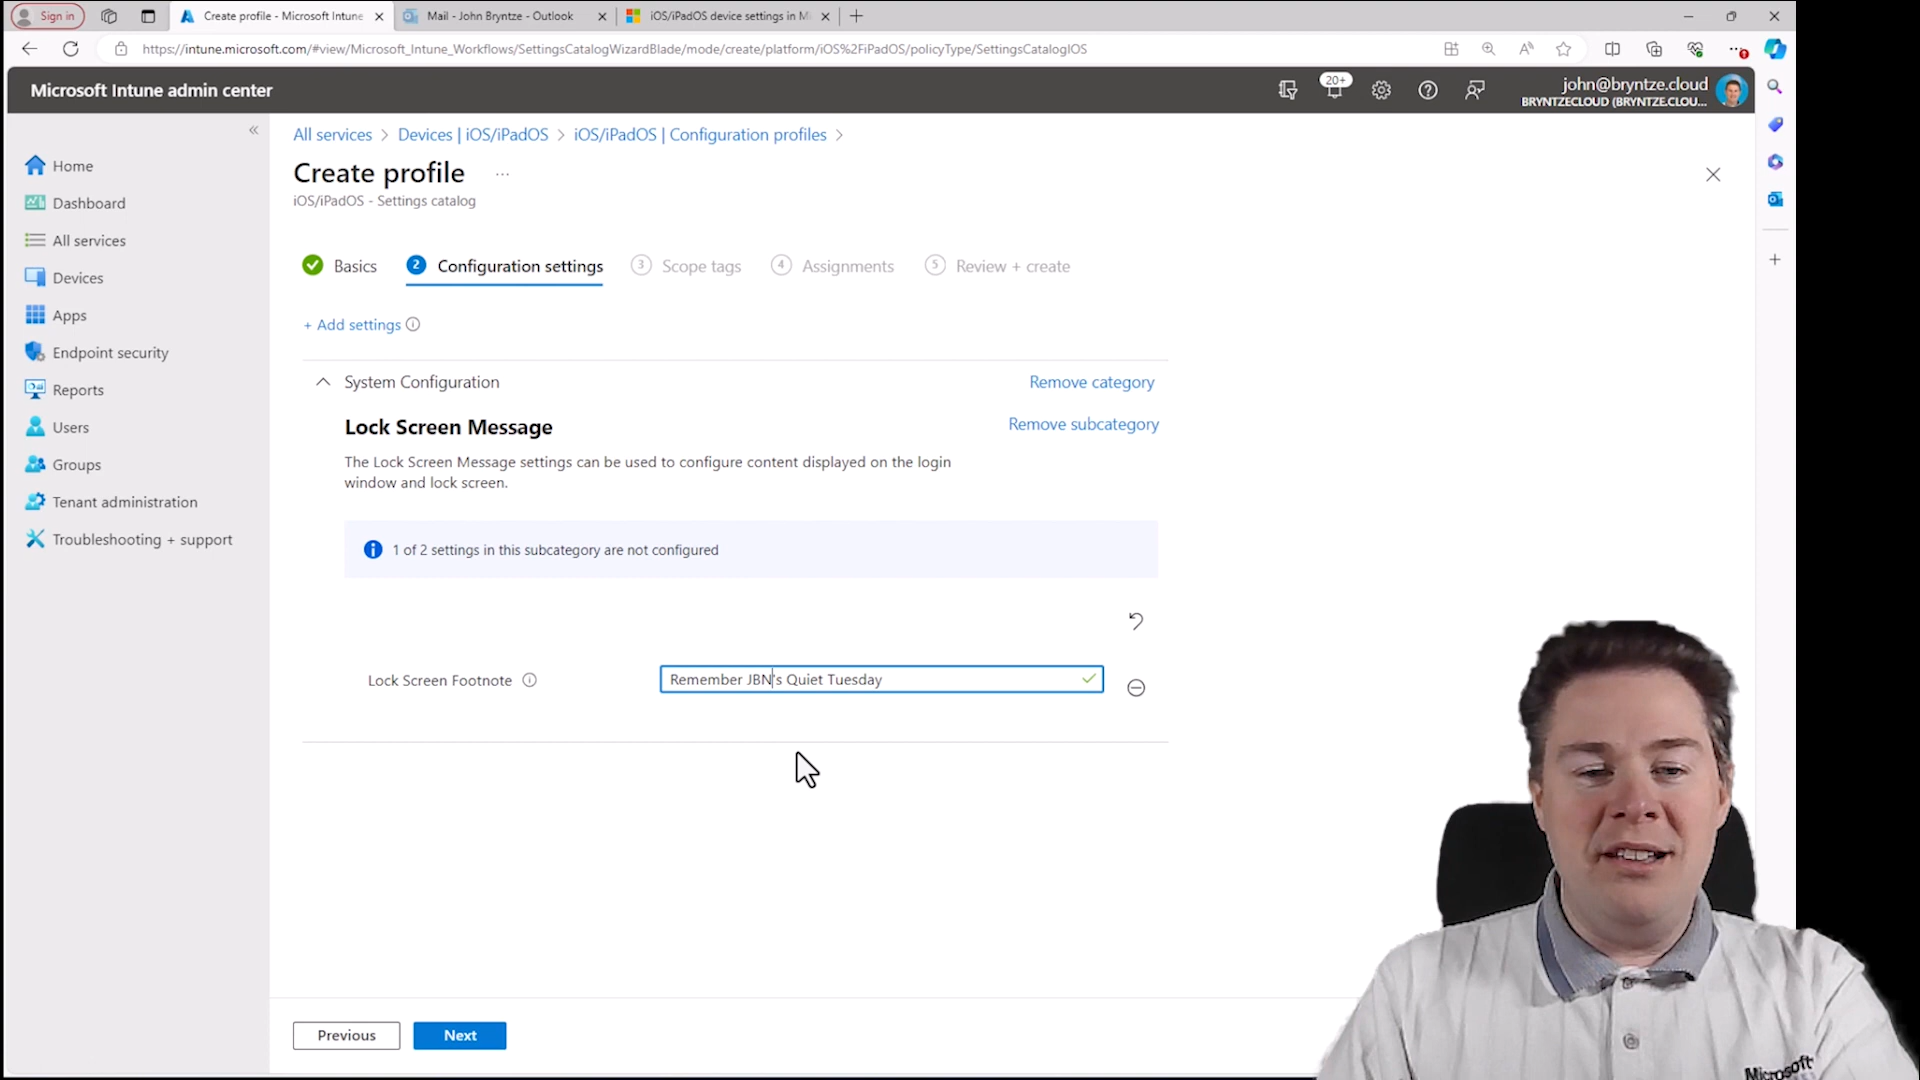 Sign in
Create profile - Microsoft Intune
Mail - John Bryntze - Outlook
iOS/iPadOS device settings in Mi
https://intune.microsoft.com/#view/Microsoft_Intune_Workflows/SettingsCatalogWizardBlade/mode/create/platform/iOS%2FiPadOS/policyType/SettingsCatalogIOS
Microsoft Intune admin center
20+
john@bryntze.cloud
BRYNTZECLOUD (BRYNTZE.CLOU...
All services > Devices | iOS/iPadOS > iOS/iPadOS | Configuration profiles >
Home
Dashboard
All services
Devices
Apps
Endpoint security
Reports
Users
Groups
Tenant administration
Troubleshooting + support
Create profile ...
iOS/iPadOS - Settings catalog
Basics
2 Configuration settings
3 Scope tags
4 Assignments
5 Review + create
+ Add settings
System Configuration
Remove category
Lock Screen Message
Remove subcategory
The Lock Screen Message settings can be used to configure content displayed on the login
window and lock screen.
1 of 2 settings in this subcategory are not configured
Lock Screen Footnote
Remember JBN's Quiet Tuesday
Previous
Next
Microsoft